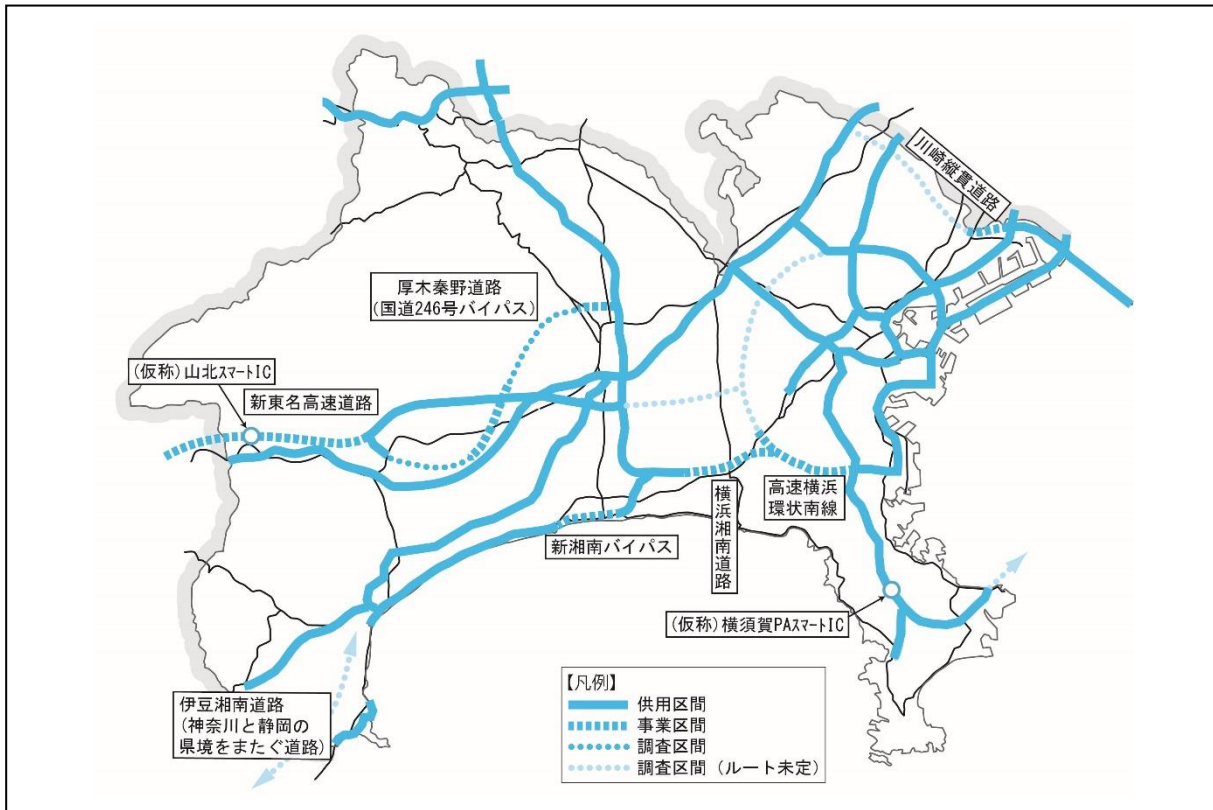 川崎縦貫道路
厚木秦野道路
(国道246号バイパス)
(仮称)山北スマートIC
新東名高速道路
高速横浜
環状南線
横浜湘南道路
新湘南バイパス
(仮称)横須賀PAスマートIC
伊豆湘南道路
(神奈川と静岡の
県境をまたぐ道路)
【凡例】
供用区間
事業区間
調査区間
調査区間(ルート未定)